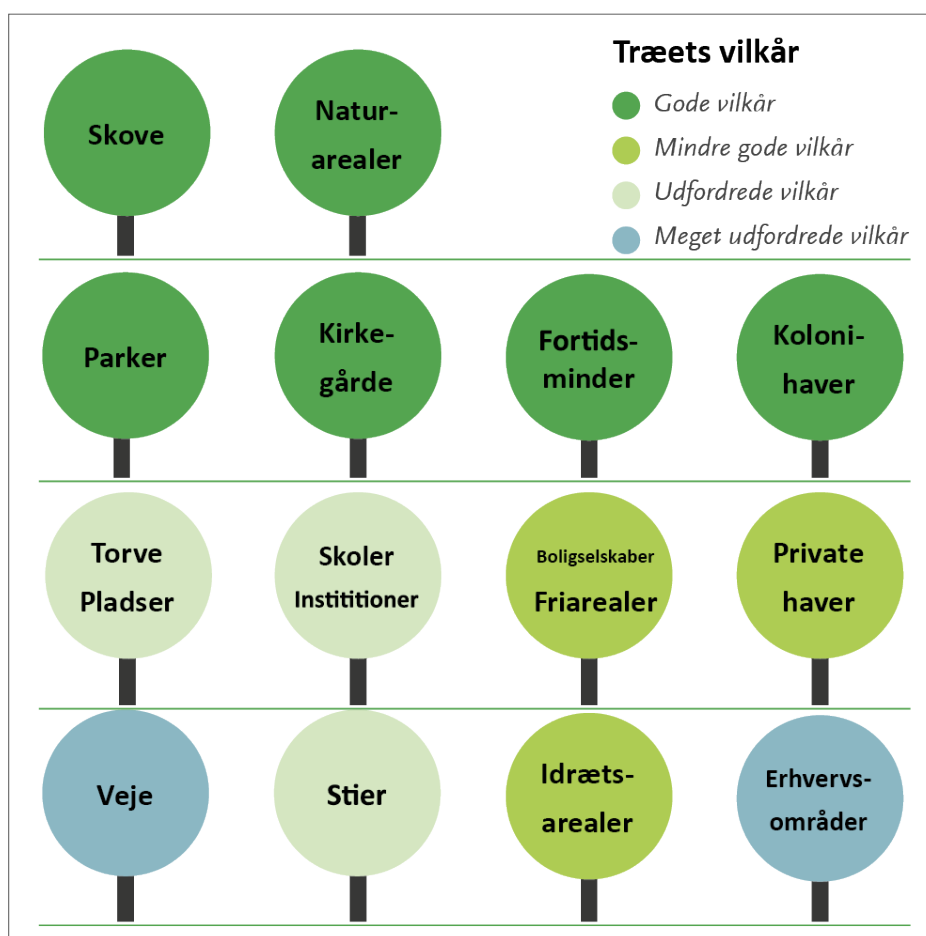 Træets vilkår
Gode vilkår
Mindre gode vilkår
Udfordrede vilkår
Meget udfordrede vilkår
Skove
Natur-
arealer
Parker
Kirke-
gårde
Fortids-
minder
Koloni-
haver
Torve
Pladser
Skoler
Instititioner
Boligselskaber
Friarealer
Private
haver
Veje
Stier
Idræts-
arealer
Erhvervs-
områder